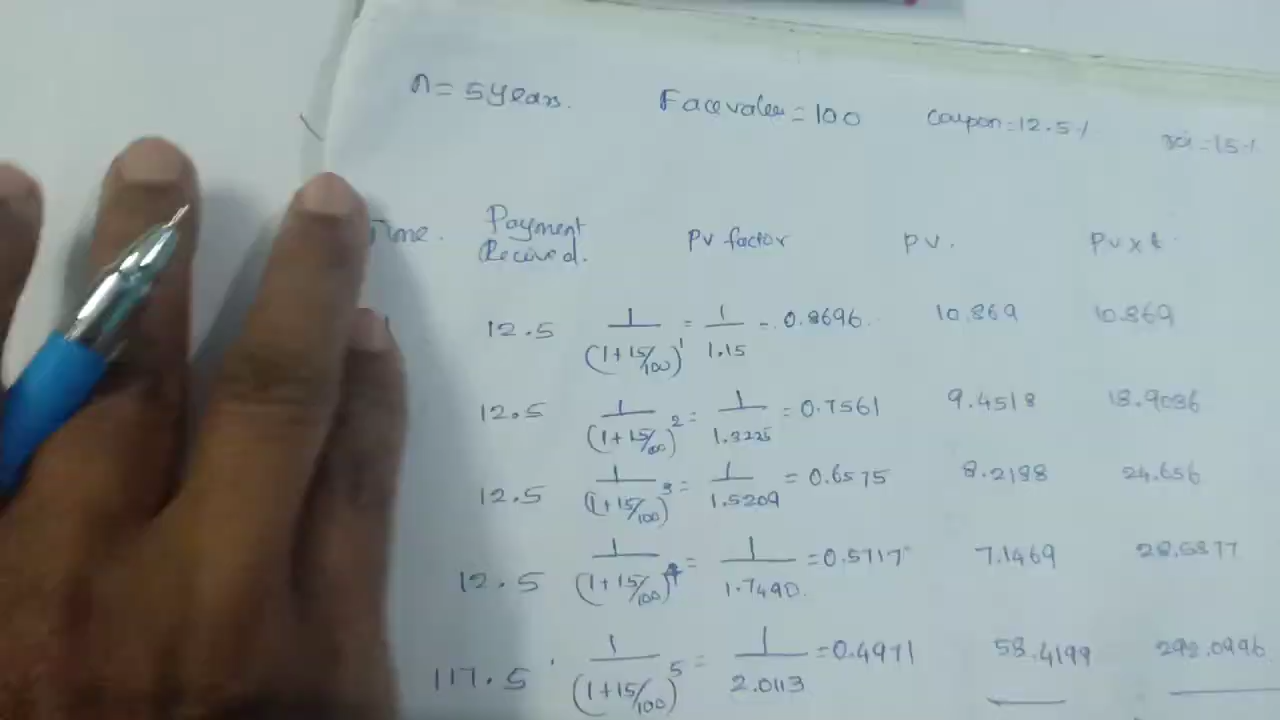 n = 5 years. Face value = 100 Coupon = 12.5% = 15%
Time. Payment Received. PV factor PV. PV x t
12.5 1/(1+15/100)^1 = 1/1.15 = 0.8696. 10.869 10.869
12.5 1/(1+15/100)^2 = 1/1.3225 = 0.7561 9.4518 18.9036
12.5 1/(1+15/100)^3 = 1/1.5209 = 0.6575 8.2188 24.656
12.5 1/(1+15/100)^4 = 1/1.7490. = 0.5717 7.1469 28.5877
117.5 1/(1+15/100)^5 = 1/2.0113 = 0.4971 58.4199 292.0996